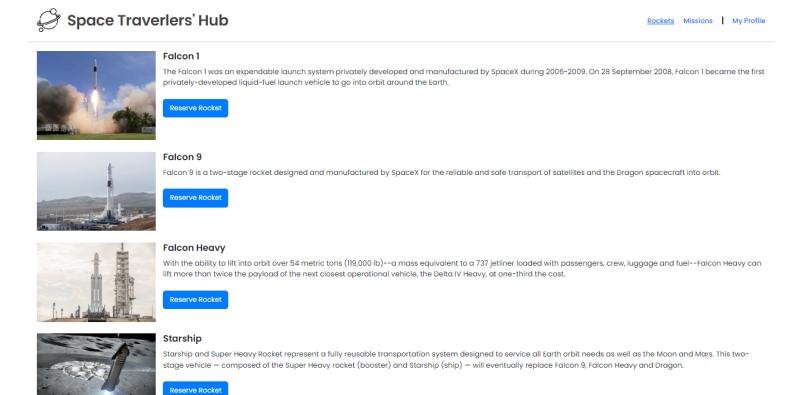 Space Traverlers' Hub
Rockets Missions | My Profile
Falcon 1
The Falcon 1 was an expendable launch system privately developed and manufactured by SpaceX during 2006-2009. On 28 September 2008, Falcon 1 became the first
privately-developed liquid-fuel launch vehicle to go into orbit around the Earth.
Reserve Rocket
Falcon 9
Falcon 9 is a two-stage rocket designed and manufactured by SpaceX for the reliable and safe transport of satellites and the Dragon spacecraft into orbit.
Reserve Rocket
Falcon Heavy
With the ability to lift into orbit over 54 metric tons (119,000 lb)--a mass equivalent to a 737 jetliner loaded with passengers, crew, luggage and fuel--Falcon Heavy can
lift more than twice the payload of the next closest operational vehicle, the Delta IV Heavy, at one-third the cost.
Reserve Rocket
Starship
Starship and Super Heavy Rocket represent a fully reusable transportation system designed to service all Earth orbit needs as well as the Moon and Mars. This two-
stage vehicle — composed of the Super Heavy rocket (booster) and Starship (ship) — will eventually replace Falcon 9, Falcon Heavy and Dragon.
Reserve Rocket